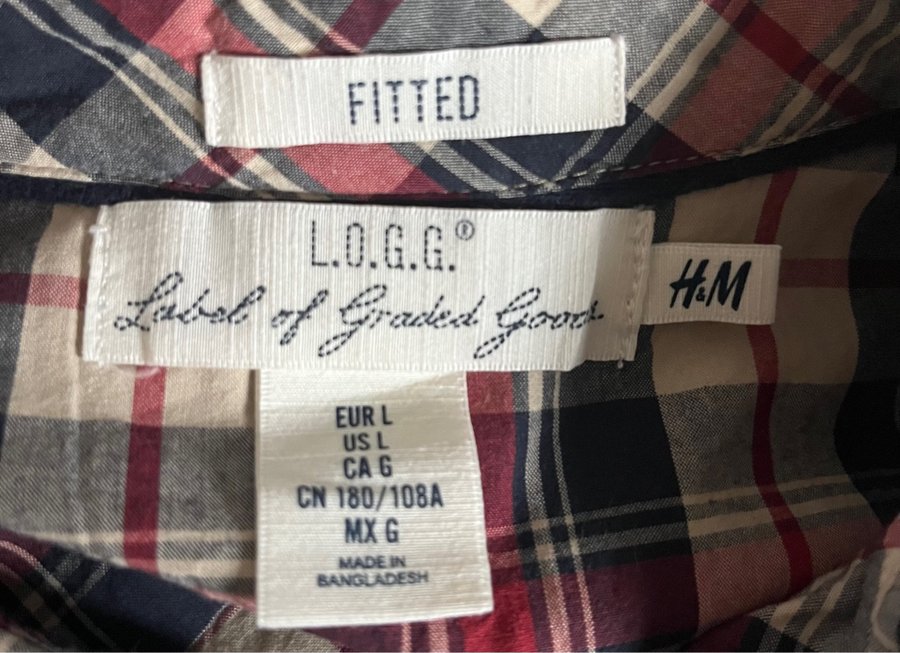 FITTED
L.O.G.G.®
Label of Graded Goods
H&M
EUR L
US L
CA G
CN 180/108A
MX G
MADE IN
BANGLADESH